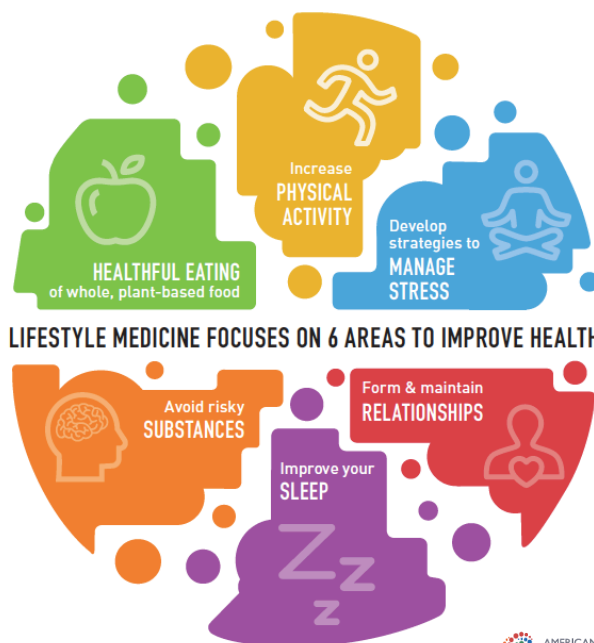 Increase
PHYSICAL
ACTIVITY
Develop
strategies to
MANAGE
STRESS
HEALTHFUL EATING
of whole, plant-based food
LIFESTYLE MEDICINE FOCUSES ON 6 AREAS TO IMPROVE HEALTH
Avoid risky
SUBSTANCES
Form & maintain
RELATIONSHIPS
Improve your
SLEEP
Z
z
z
AMERICAN